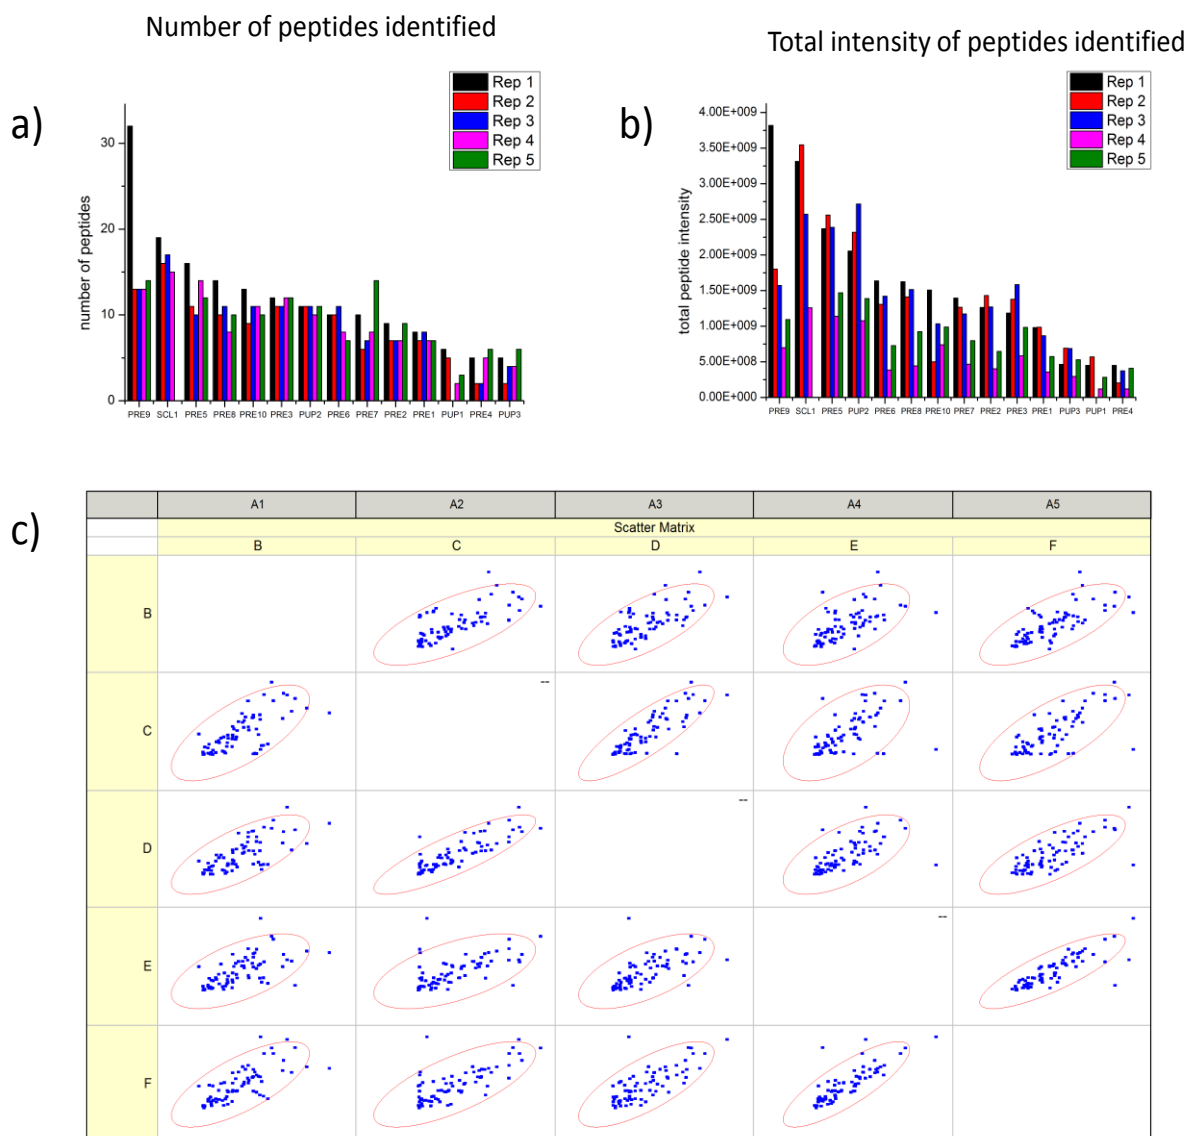 Number of peptides identified
Total intensity of peptides identified
a)
Rep 1
Rep 2
Rep 3
Rep 4
Rep 5
number of peptides
30
20
10
0
PRE9 SCL1 PRE5 PRE8 PRE10 PRE3 PUP2 PRE6 PRE7 PRE2 PRE1 PUP1 PRE4 PUP3
b)
Rep 1
Rep 2
Rep 3
Rep 4
Rep 5
total peptide intensity
4.00E+009
3.50E+009
3.00E+009
2.50E+009
2.00E+009
1.50E+009
1.00E+009
5.00E+008
0.00E+000
PRE9 SCL1 PRE5 PUP2 PRE6 PRE8 PRE10 PRE7 PRE2 PRE3 PRE1 PUP3 PUP1 PRE4
c)
A1 A2 A3 A4 A5
Scatter Matrix
B C D E F
B
C --
D --
E --
F